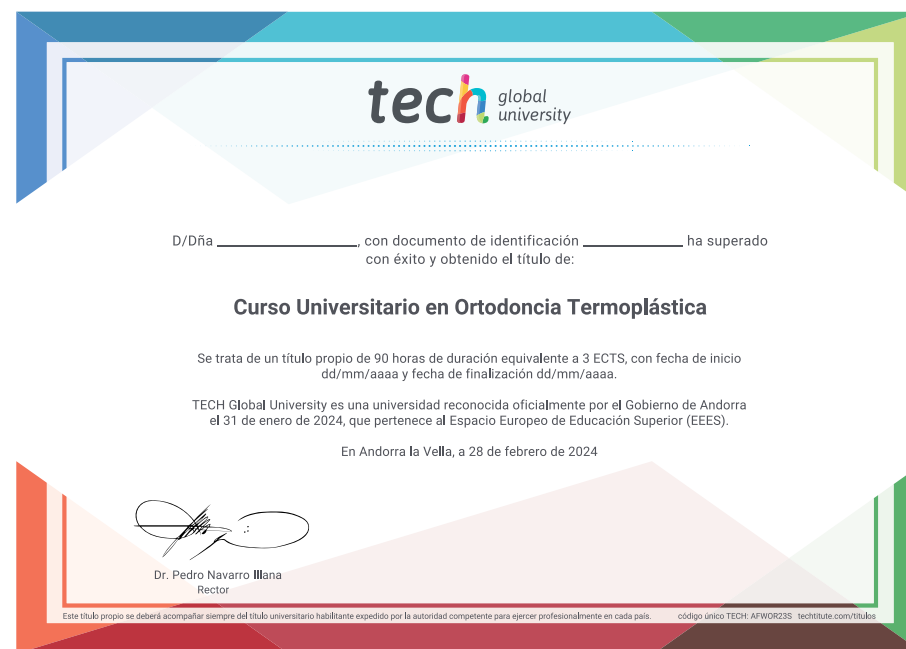 tech global
university
D/Dña ____________________, con documento de identificación ______________ ha superado
con éxito y obtenido el título de:
Curso Universitario en Ortodoncia Termoplástica
Se trata de un título propio de 90 horas de duración equivalente a 3 ECTS, con fecha de inicio
dd/mm/aaaa y fecha de finalización dd/mm/aaaa.
TECH Global University es una universidad reconocida oficialmente por el Gobierno de Andorra
el 31 de enero de 2024, que pertenece al Espacio Europeo de Educación Superior (EEES).
En Andorra la Vella, a 28 de febrero de 2024
Dr. Pedro Navarro Illana
Rector
Este título propio se deberá acompañar siempre del título universitario habilitante expedido por la autoridad competente para ejercer profesionalmente en cada país. código único TECH: AFWOR23S techtitute.com/titulos